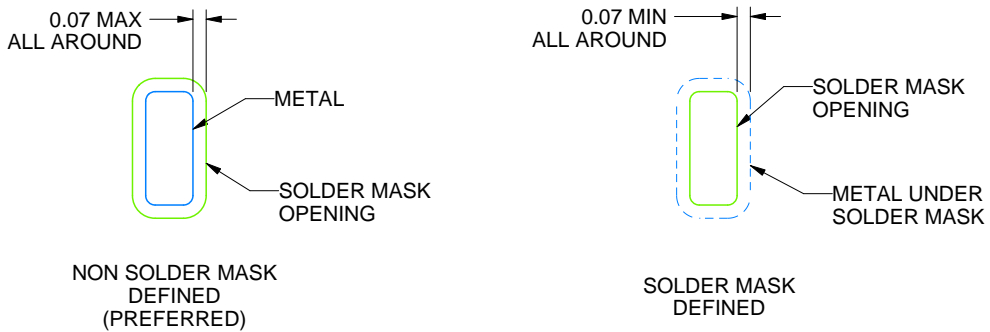 0.07 MAX
ALL AROUND
METAL
SOLDER MASK
OPENING
NON SOLDER MASK
DEFINED
(PREFERRED)
0.07 MIN
ALL AROUND
SOLDER MASK
OPENING
METAL UNDER
SOLDER MASK
SOLDER MASK
DEFINED